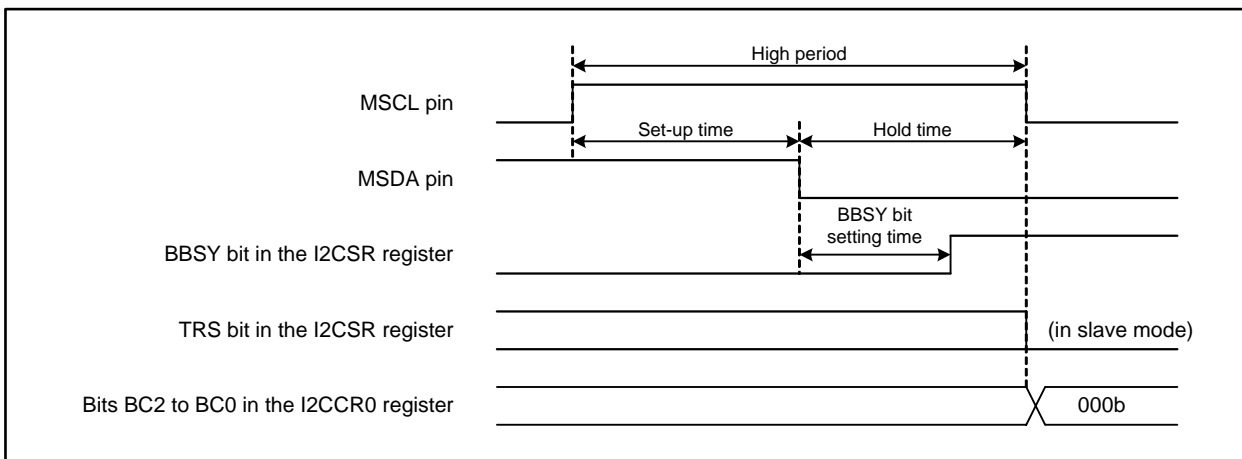 High period
MSCL pin
Set-up time
Hold time
MSDA pin
BBSY bit
setting time
BBSY bit in the I2CSR register
TRS bit in the I2CSR register
(in slave mode)
Bits BC2 to BC0 in the I2CCR0 register
000b